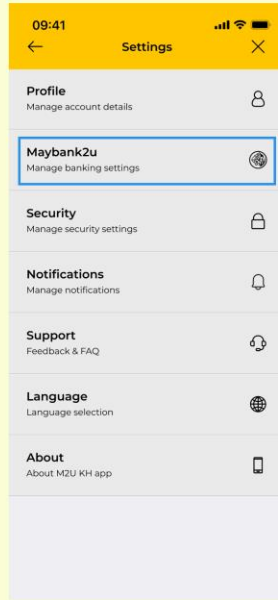 09:41
Settings
Profile
Manage account details
Maybank2u
Manage banking settings
Security
Manage security settings
Notifications
Manage notifications
Support
Feedback & FAQ
Language
Language selection
About
About M2U KH app